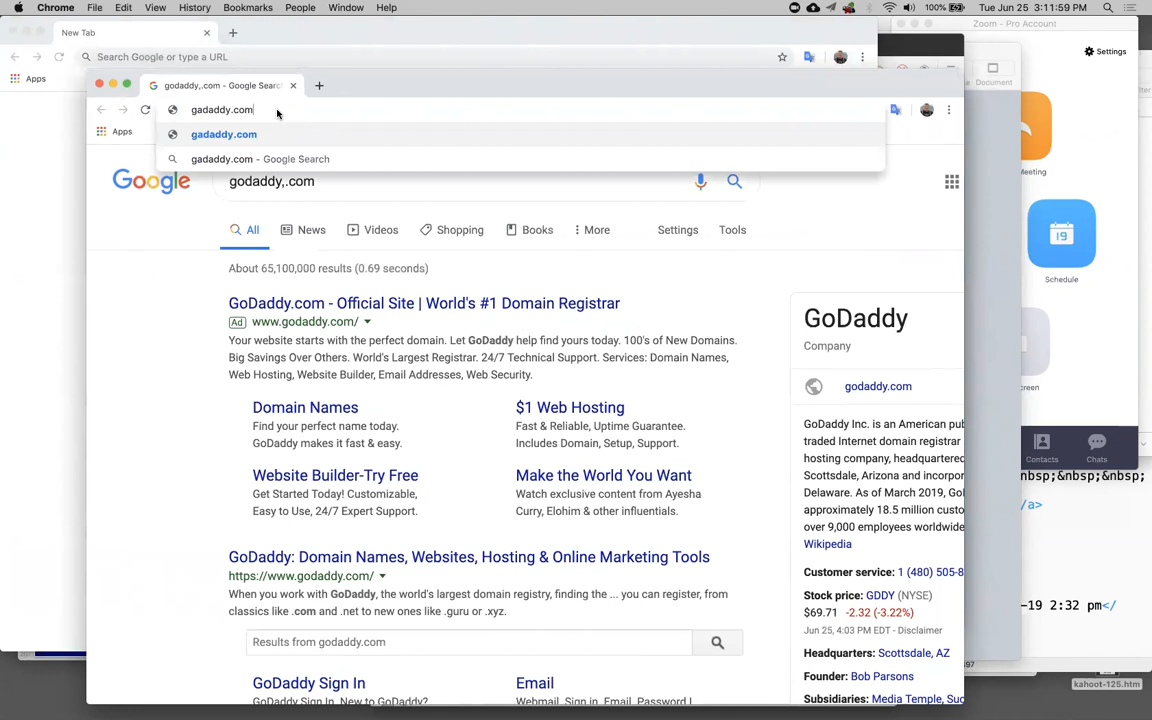 Chrome File Edit View History Bookmarks People Window Help
100% Tue Jun 25 3:11:59 PM
New Tab
Zoom - Pro Account
Search Google or type a URL
Settings
Apps
Document
godaddy,.com - Google Searc
gadaddy.com
Apps
gadaddy.com
gadaddy.com - Google Search
Meeting
Google
godaddy,.com
All News Videos Shopping Books More Settings Tools
19
Schedule
About 65,100,000 results (0.69 seconds)
GoDaddy.com - Official Site | World's #1 Domain Registrar
Ad www.godaddy.com/
Your website starts with the perfect domain. Let GoDaddy help find yours today. 100's of New Domains.
Big Savings Over Others. World's Largest Registrar. 24/7 Technical Support. Services: Domain Names,
Web Hosting, Website Builder, Email Addresses, Web Security.
Domain Names
Find your perfect name today.
GoDaddy makes it fast & easy.
$1 Web Hosting
Fast & Reliable, Uptime Guarantee.
Includes Domain, Setup, Support.
Website Builder-Try Free
Get Started Today! Customizable,
Easy to Use, 24/7 Expert Support.
Make the World You Want
Watch exclusive content from Ayesha
Curry, Elohim & other influentials.
GoDaddy: Domain Names, Websites, Hosting & Online Marketing Tools
https://www.godaddy.com/
When you work with GoDaddy, the world's largest domain registry, finding the ... you can register, from
classics like .com and .net to new ones like .guru or .xyz.
Results from godaddy.com
GoDaddy Sign In
GoDaddy Sign In. New to GoDaddy?
Email
Webmail. Sign in. Email. Password
GoDaddy
Company
godaddy.com
GoDaddy Inc. is an American pub
traded Internet domain registrar
hosting company, headquartered
Scottsdale, Arizona and incorpor
Delaware. As of March 2019, Gol
approximately 18.5 million custo
over 9,000 employees worldwide
Wikipedia
Customer service: 1 (480) 505-8
Stock price: GDDY (NYSE)
$69.71 -2.32 (-3.22%)
Jun 25, 4:03 PM EDT - Disclaimer
Headquarters: Scottsdale, AZ
Founder: Bob Parsons
Subsidiaries: Media Temple, Suc
creen
Contacts Chats
nbsp;&nbsp;&nbsp;
/a>
-19 2:32 pm</
497
kahoot-125.htm